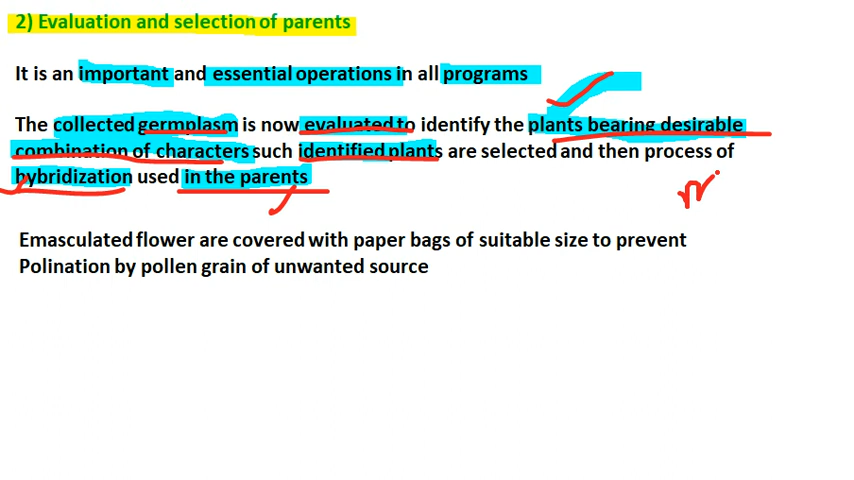 2) Evaluation and selection of parents
It is an important and essential operations in all programs
The collected germplasm is now evaluated to identify the plants bearing desirable
combination of characters such identified plants are selected and then process of
hybridization used in the parents
Emasculated flower are covered with paper bags of suitable size to prevent
Polination by pollen grain of unwanted source